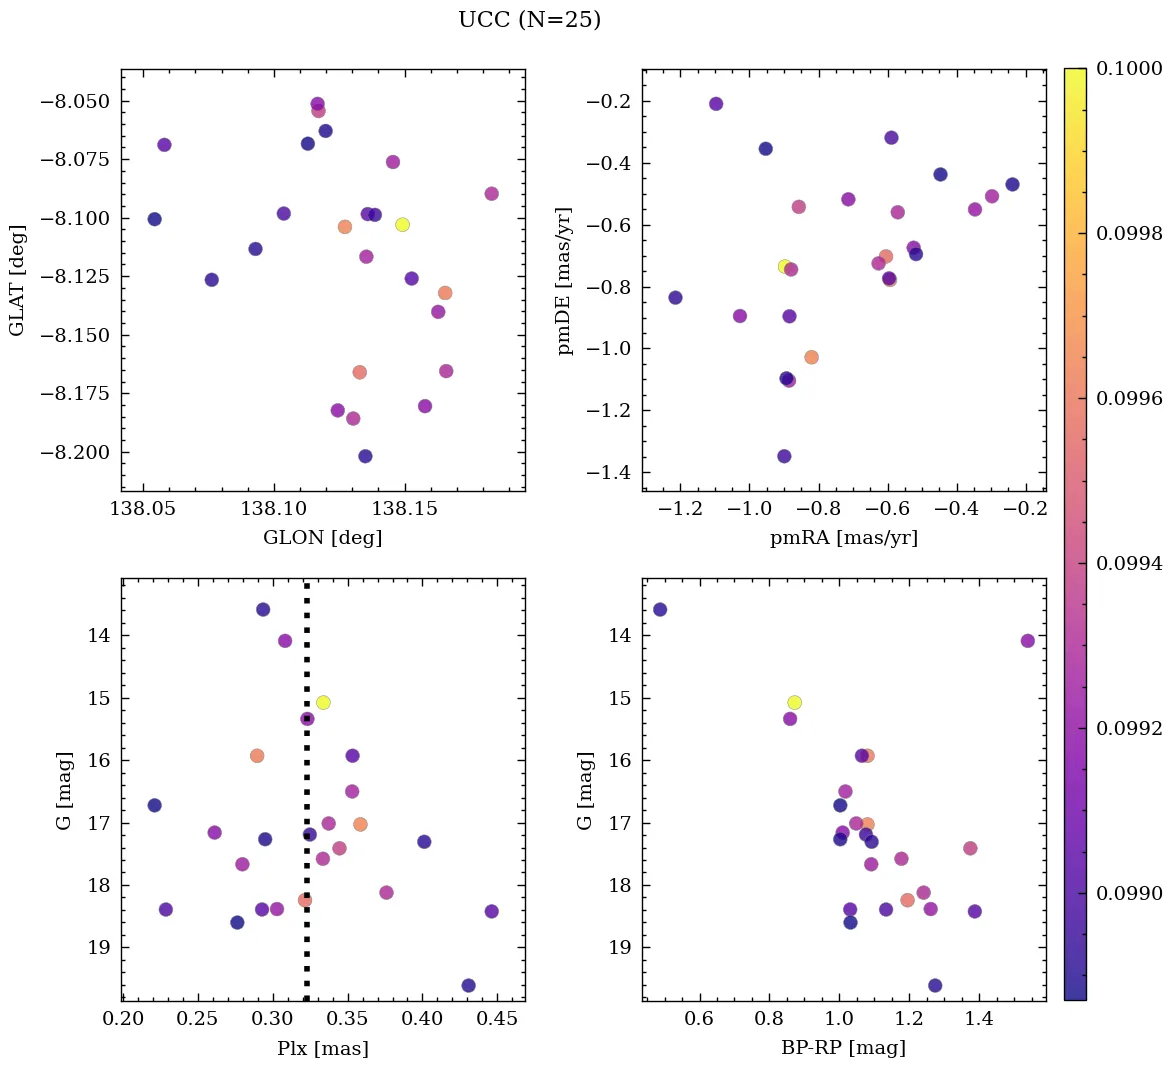 UCC (N=25)
−8.050
−8.075
−8.100
−8.125
−8.150
−8.175
−8.200
GLAT [deg]
138.05 138.10 138.15
GLON [deg]
−0.2
−0.4
−0.6
−0.8
−1.0
−1.2
−1.4
pmDE [mas/yr]
−1.2 −1.0 −0.8 −0.6 −0.4 −0.2
pmRA [mas/yr]
14
15
16
17
18
19
G [mag]
0.20 0.25 0.30 0.35 0.40 0.45
Plx [mas]
14
15
16
17
18
19
G [mag]
0.6 0.8 1.0 1.2 1.4
BP-RP [mag]
0.1000
0.0998
0.0996
0.0994
0.0992
0.0990